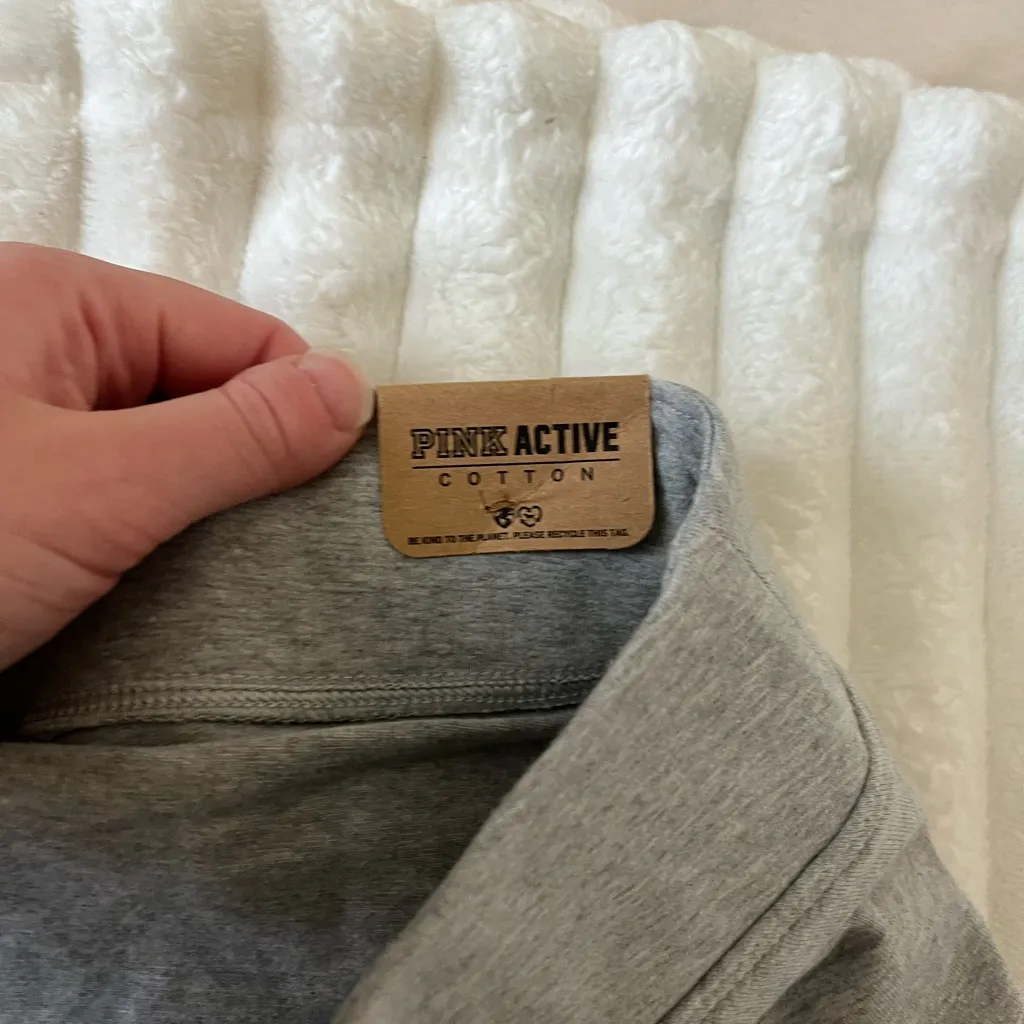 PINK ACTIVE
COTTON
BE KIND TO THE PLANET. PLEASE RECYCLE THIS TAG.